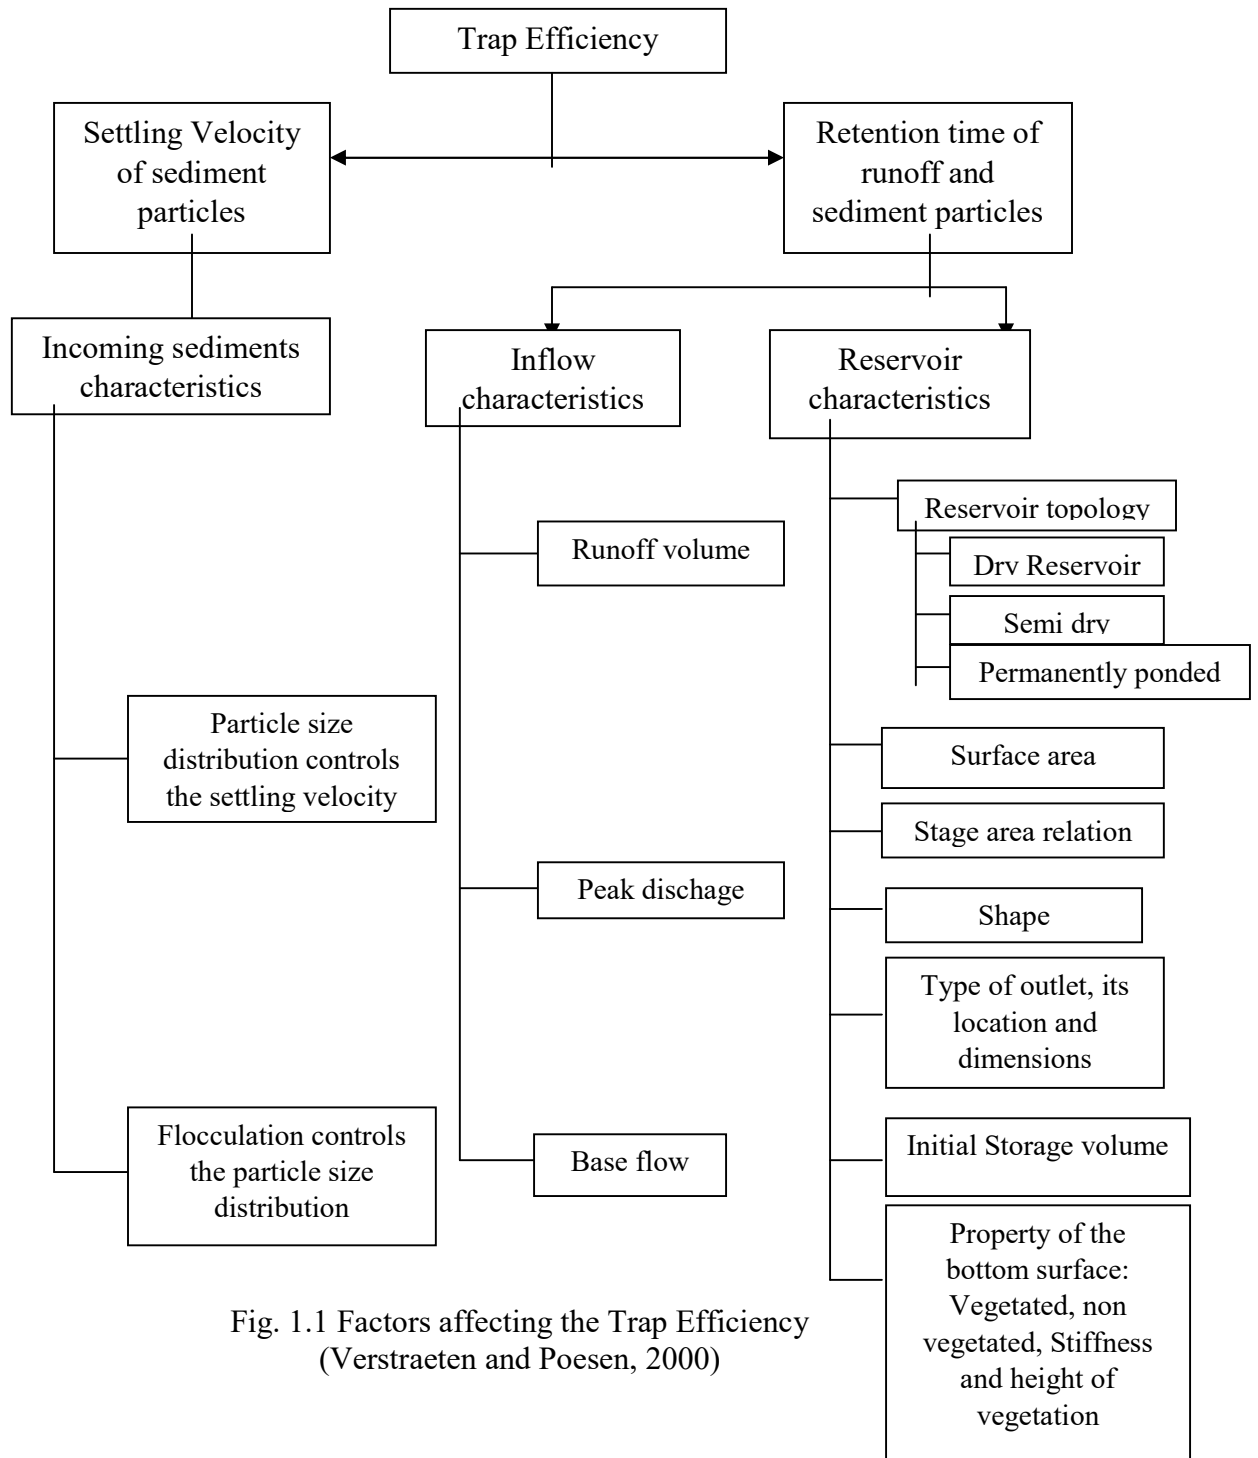 Trap Efficiency
Settling Velocity
of sediment
particles
Retention time of
runoff and
sediment particles
Incoming sediments
characteristics
Inflow
characteristics
Reservoir
characteristics
Reservoir topology
Dry Reservoir
Semi dry
Permanently ponded
Runoff volume
Particle size
distribution controls
the settling velocity
Surface area
Stage area relation
Peak dischage
Shape
Type of outlet, its
location and
dimensions
Flocculation controls
the particle size
distribution
Base flow
Initial Storage volume
Property of the
bottom surface:
Vegetated, non
vegetated, Stiffness
and height of
vegetation
Fig. 1.1 Factors affecting the Trap Efficiency
(Verstraeten and Poesen, 2000)